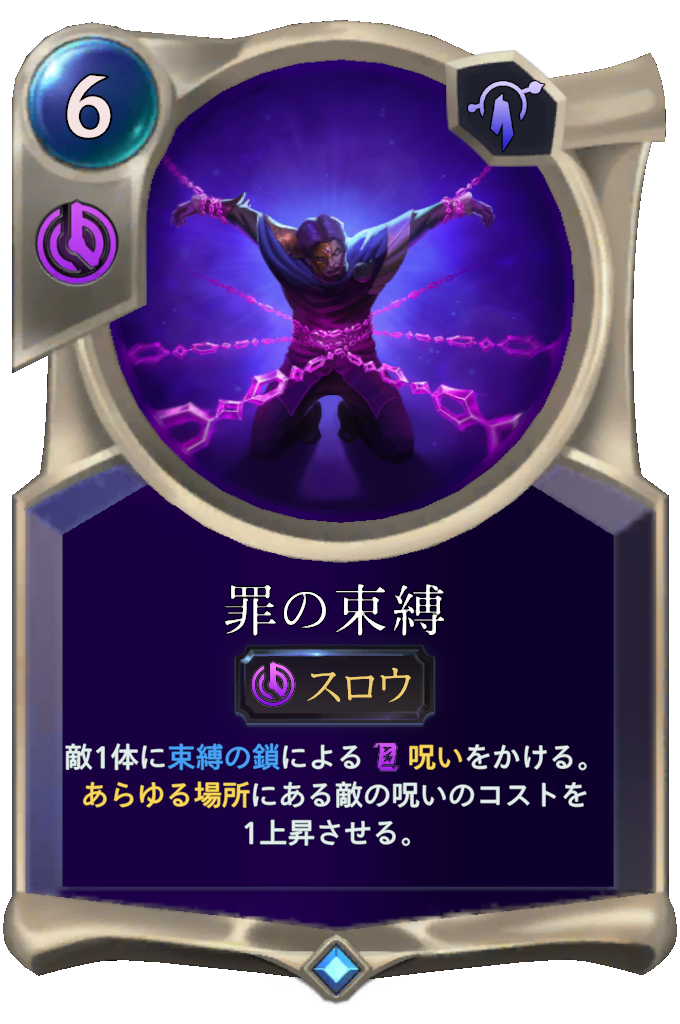 6
罪の束縛
スロウ
敵1体に束縛の鎖による 呪いをかける。
あらゆる場所にある敵の呪いのコストを
1上昇させる。